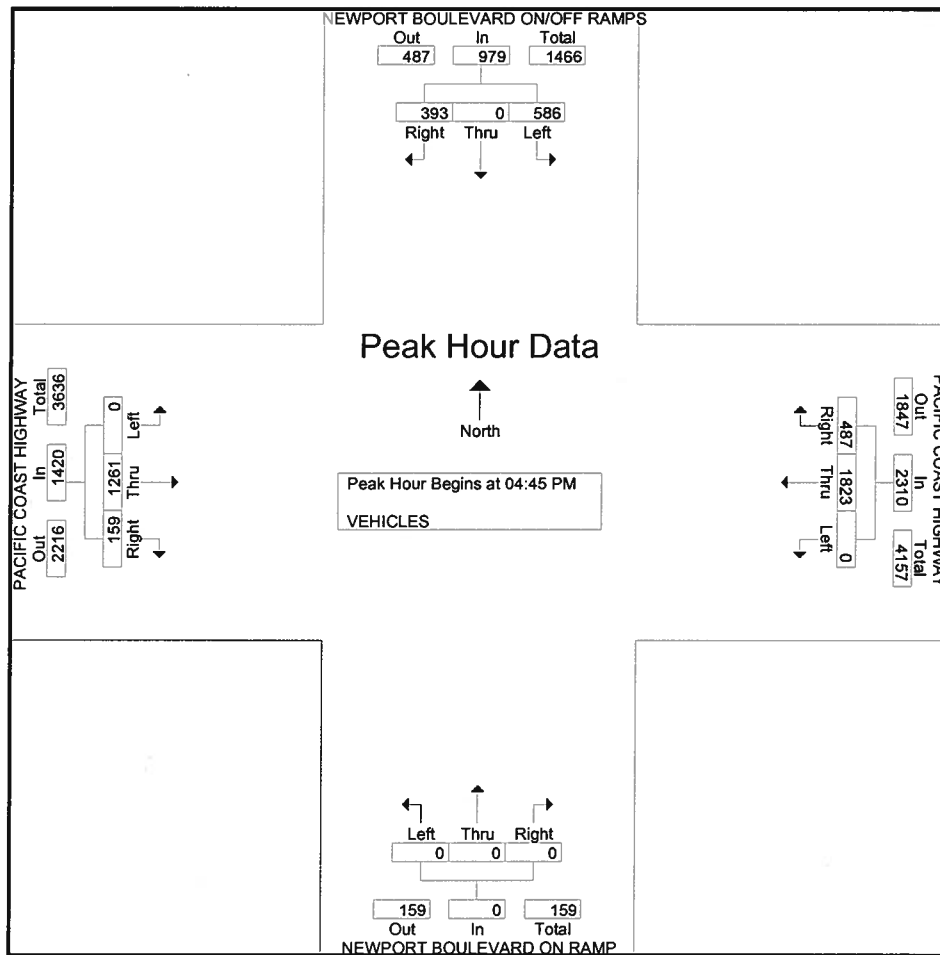 NEWPORT BOULEVARD ON/OFF RAMPS
Out In Total
487 979 1466
393 0 586
Right Thru Left
Peak Hour Data
North
Peak Hour Begins at 04:45 PM
VEHICLES
PACIFIC COAST HIGHWAY
Out In Total
2216 1420 3636
159 1261 0
Right Thru Left
PACIFIC COAST HIGHWAY
Out In Total
1847 2310 4157
487 1823 0
Right Thru Left
Left Thru Right
0 0 0
159 0 159
Out In Total
NEWPORT BOULEVARD ON RAMP